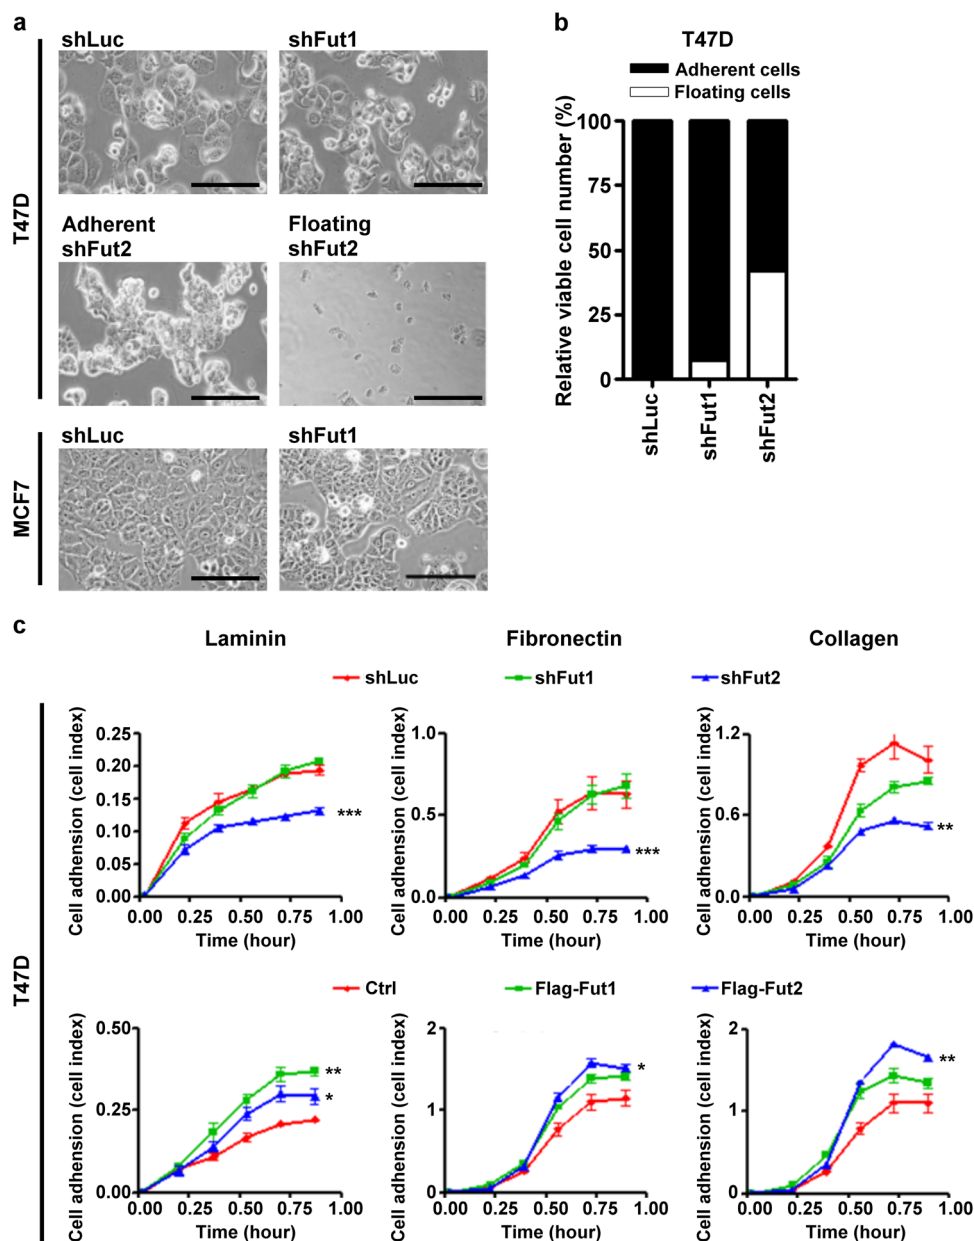 a
shLuc
shFut1
T47D
Adherent
shFut2
Floating
shFut2
MCF7
shLuc
shFut1
b
T47D
Adherent cells
Floating cells
Relative viable cell number (%)
100
75
50
25
0
shLuc
shFut1
shFut2
c
Laminin
Fibronectin
Collagen
shLuc
shFut1
shFut2
T47D
Cell adhension (cell index)
0.25
0.20
0.15
0.10
0.05
0.00
***
0.00 0.25 0.50 0.75 1.00
Time (hour)
Cell adhension (cell index)
1.0
0.5
0.0
***
0.00 0.25 0.50 0.75 1.00
Time (hour)
Cell adhension (cell index)
1.2
0.6
0.0
**
0.00 0.25 0.50 0.75 1.00
Time (hour)
Ctrl
Flag-Fut1
Flag-Fut2
Cell adhension (cell index)
0.50
0.25
0.00
**
*
0.00 0.25 0.50 0.75 1.00
Time (hour)
Cell adhension (cell index)
2
1
0
*
0.00 0.25 0.50 0.75 1.00
Time (hour)
Cell adhension (cell index)
2
1
0
**
0.00 0.25 0.50 0.75 1.00
Time (hour)